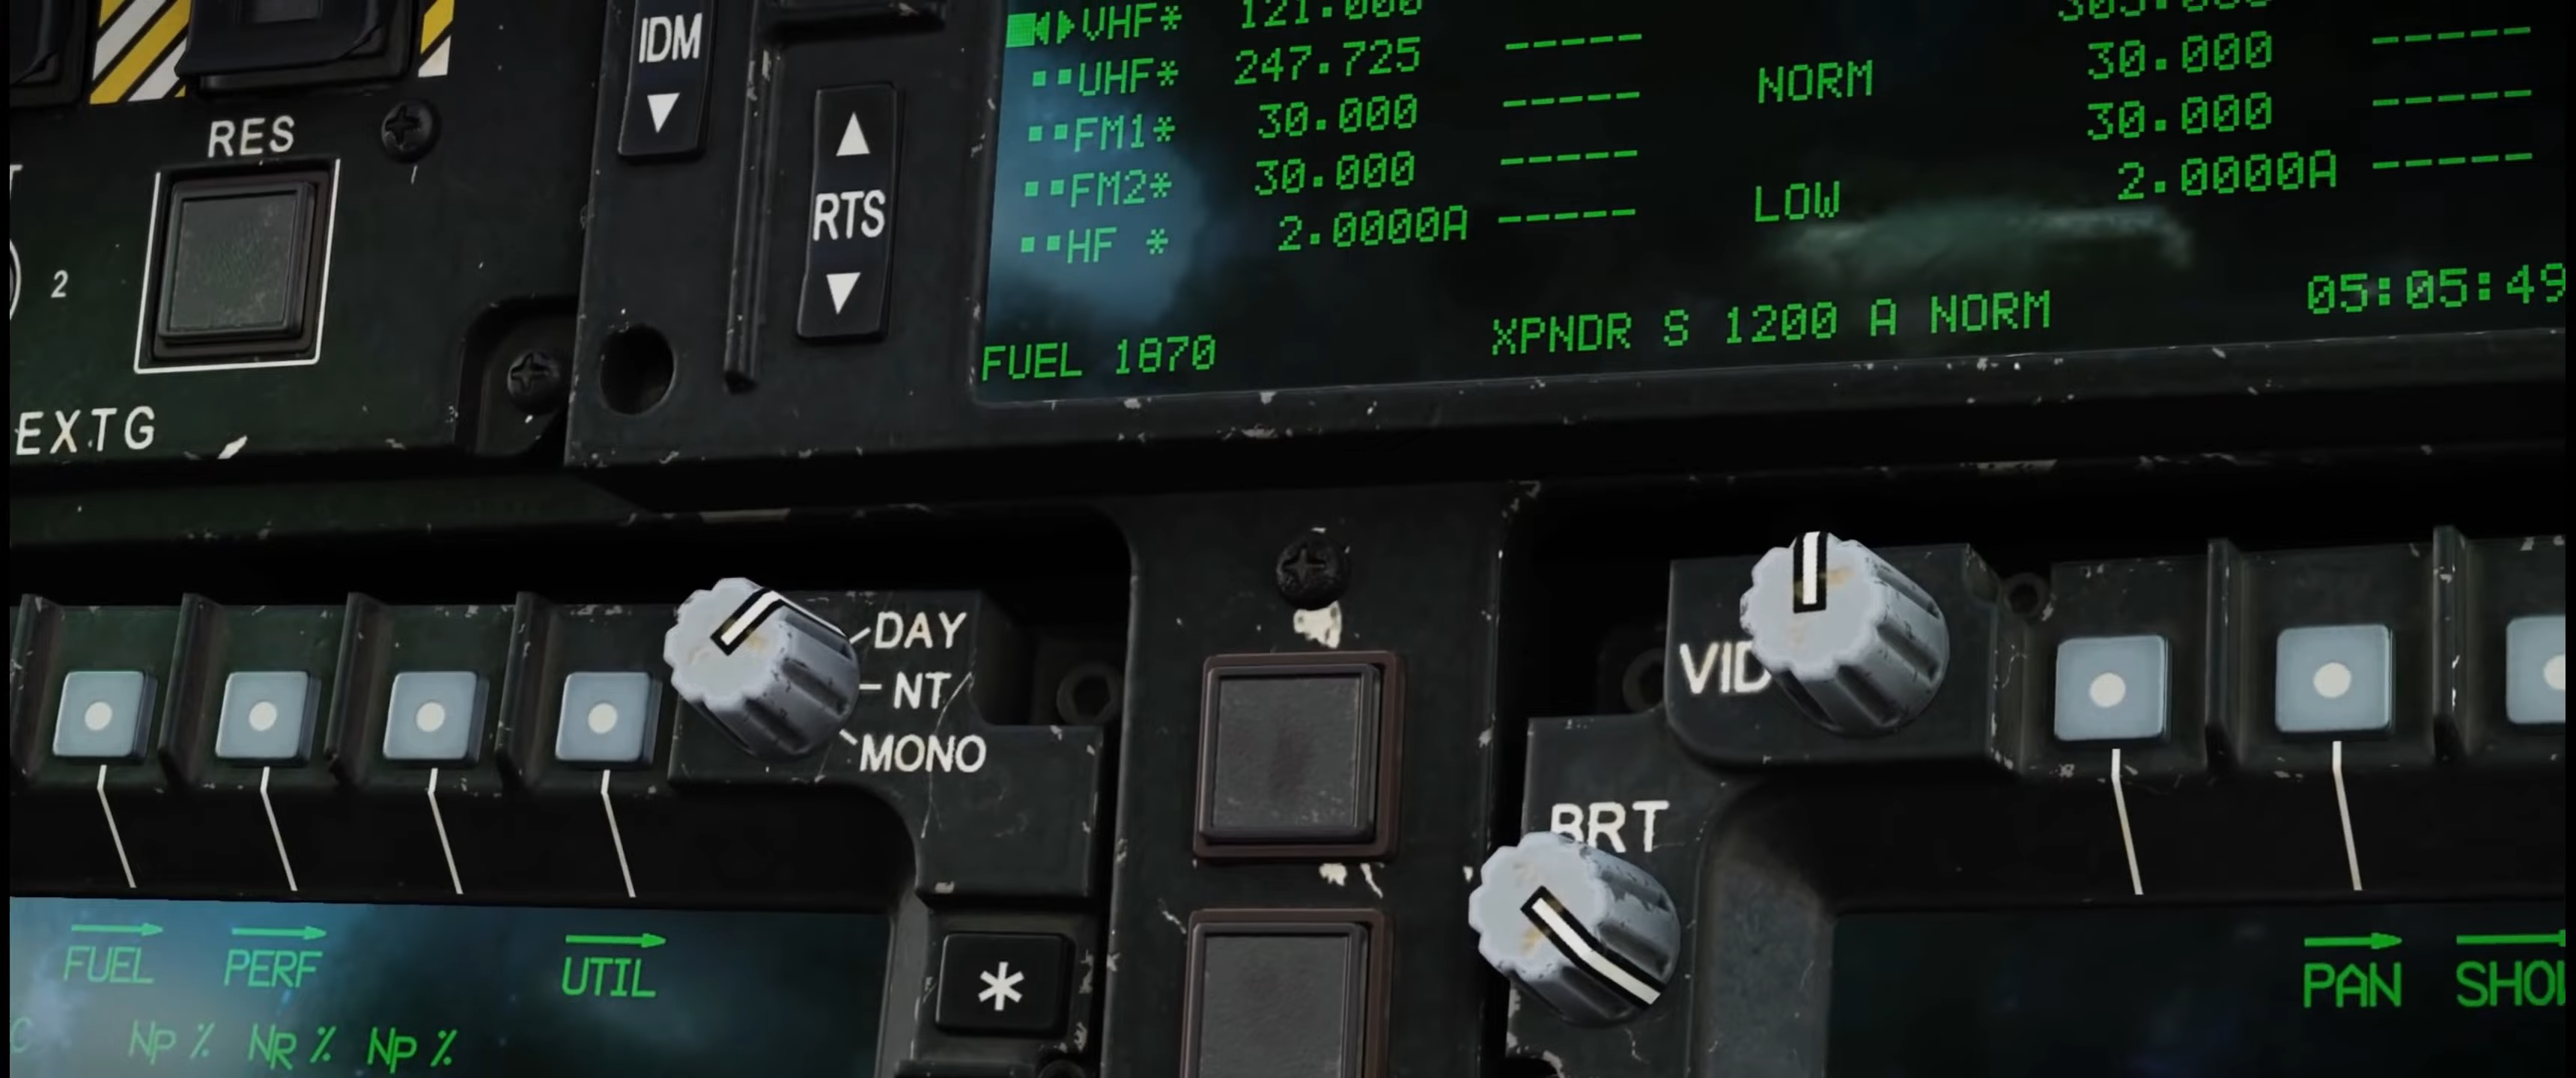 IDM
RTS
RES
2
EXTG
VHF* 121.000
UHF* 247.725 ----- 30.000 -----
NORM
FM1* 30.000 ----- 30.000 -----
FM2* 30.000 ----- 2.0000A -----
LOW
HF * 2.0000A -----
FUEL 1870 XPNDR S 1200 A NORM 05:05:49
DAY
NT
MONO
VID
BRT
*
FUEL PERF UTIL
NP % NR % NP %
PAN